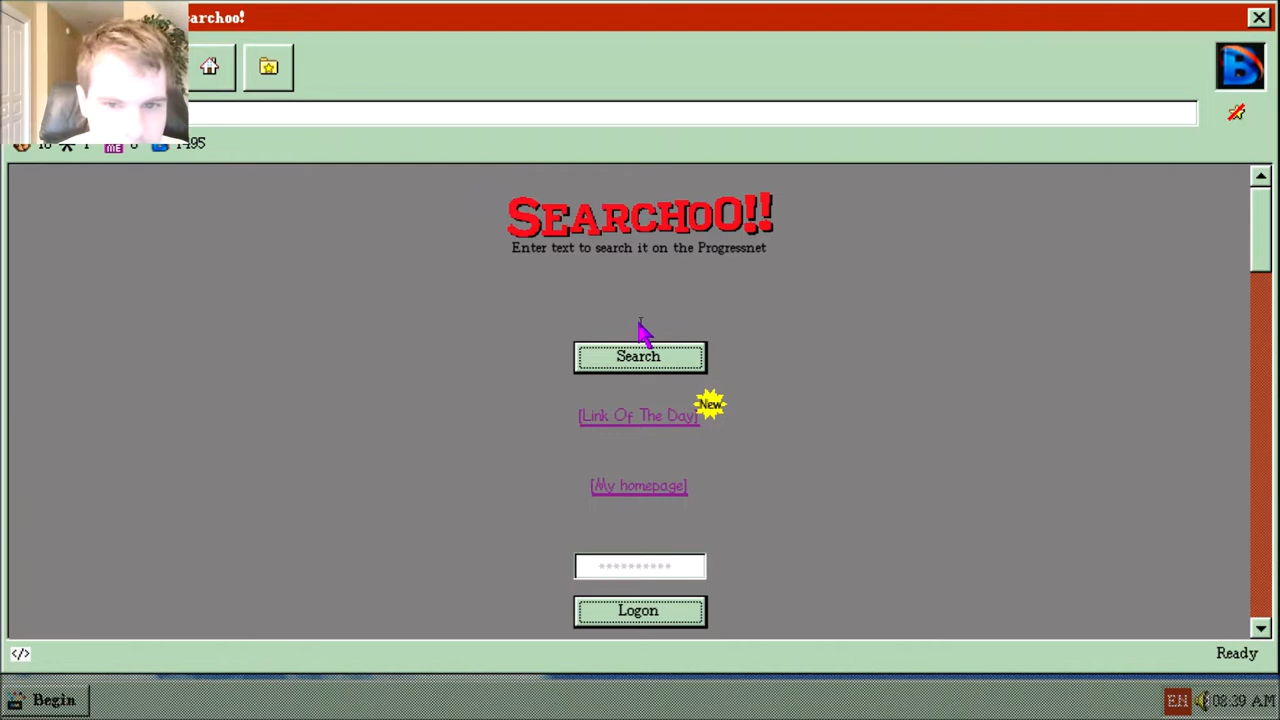 earchoo!
1495
SEARCHOO!!
Enter text to search it on the Progressnet
Search
New
[Link Of The Day]
[My homepage]
**********
Logon
</>
Ready
Begin
EN
08:39 AM